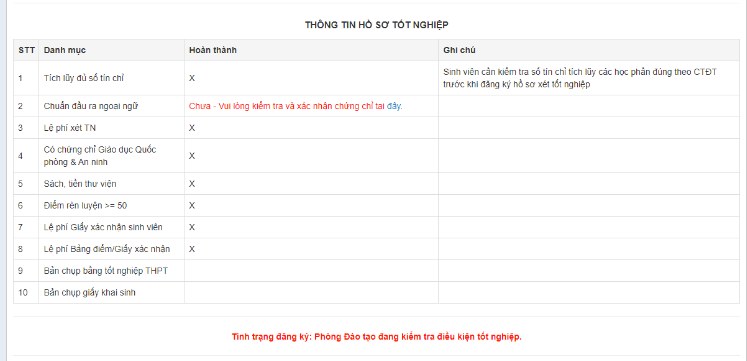 THÔNG TIN HỒ SƠ TỐT NGHIỆP
STT Danh mục Hoàn thành Ghi chú
1 Tích lũy đủ số tín chỉ X Sinh viên cần kiểm tra số tín chỉ tích lũy các học phần đúng theo CTĐT
trước khi đăng ký hồ sơ xét tốt nghiệp
2 Chuẩn đầu ra ngoại ngữ Chưa - Vui lòng kiểm tra và xác nhận chứng chỉ tại đây.
3 Lệ phí xét TN X
4 Có chứng chỉ Giáo dục Quốc
phòng & An ninh X
5 Sách, tiền thư viện X
6 Điểm rèn luyện >= 50 X
7 Lệ phí Giấy xác nhận sinh viên X
8 Lệ phí Bảng điểm/Giấy xác nhận X
9 Bản chụp bằng tốt nghiệp THPT
10 Bản chụp giấy khai sinh
Tình trạng đăng ký: Phòng Đào tạo đang kiểm tra điều kiện tốt nghiệp.